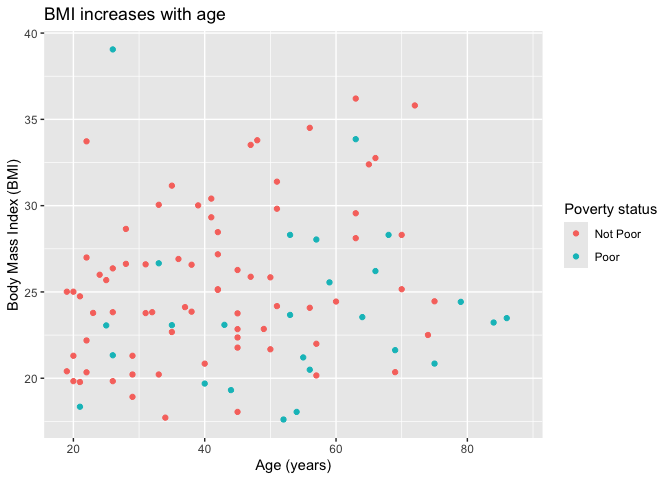 BMI increases with age
40
35
30
25
20
Body Mass Index (BMI)
20 40 60 80
Age (years)
Poverty status
Not Poor
Poor